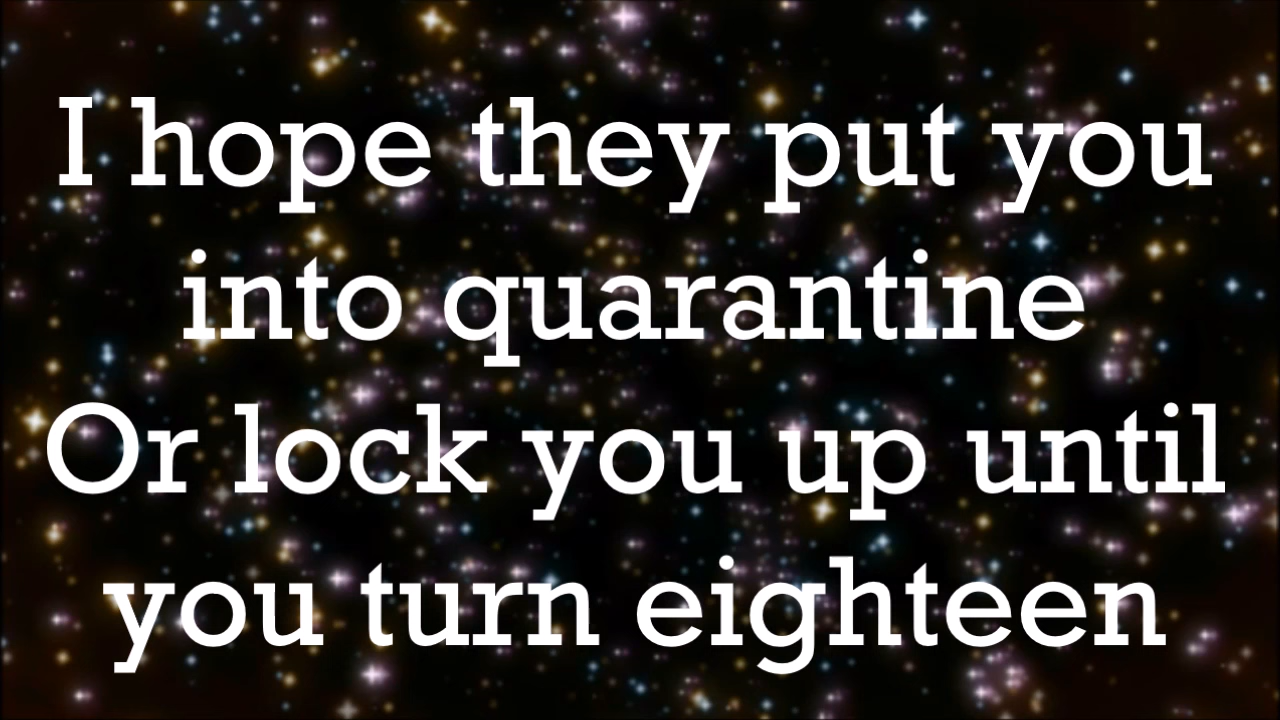 I hope they put you
into quarantine
Or lock you up until
you turn eighteen